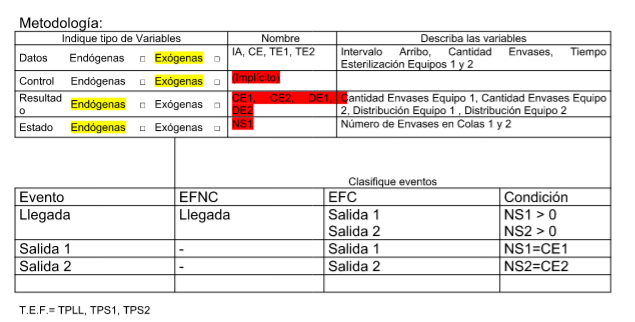 Metodología:
Indique tipo de Variables Nombre Describa las variables
Datos Endógenas □ Exógenas □ IA, CE, TE1, TE2 Intervalo Arribo, Cantidad Envases, Tiempo
Esterilización Equipos 1 y 2
Control Endógenas □ Exógenas □ (Implícito)
Resultad Endógenas □ Exógenas □ CE1, CE2, DE1, Cantidad Envases Equipo 1, Cantidad Envases Equipo
o DE2 2, Distribución Equipo 1 , Distribución Equipo 2
Estado Endógenas □ Exógenas □ NS1 Número de Envases en Colas 1 y 2
Clasifique eventos
Evento EFNC EFC Condición
Llegada Llegada Salida 1 NS1 > 0
Salida 2 NS2 > 0
Salida 1 - Salida 1 NS1=CE1
Salida 2 - Salida 2 NS2=CE2
T.E.F.= TPLL, TPS1, TPS2